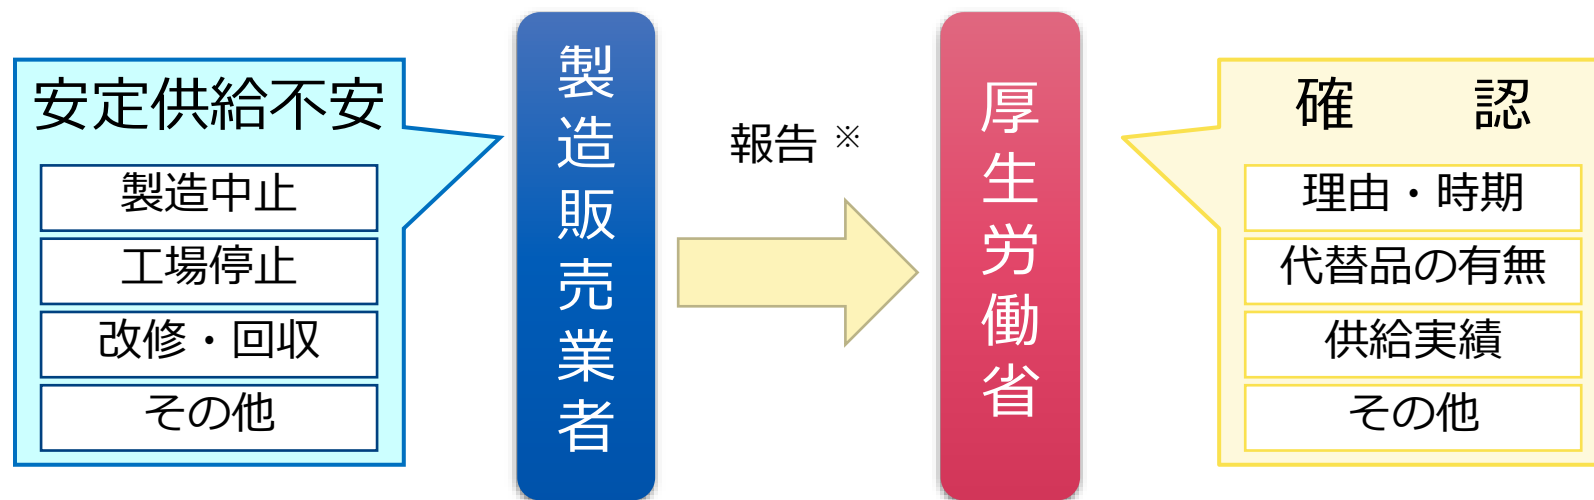 安定供給不安
製造中止
工場停止
改修・回収
その他
製造販売業者
報告 ※
厚生労働省
確　　認
理由・時期
代替品の有無
供給実績
その他